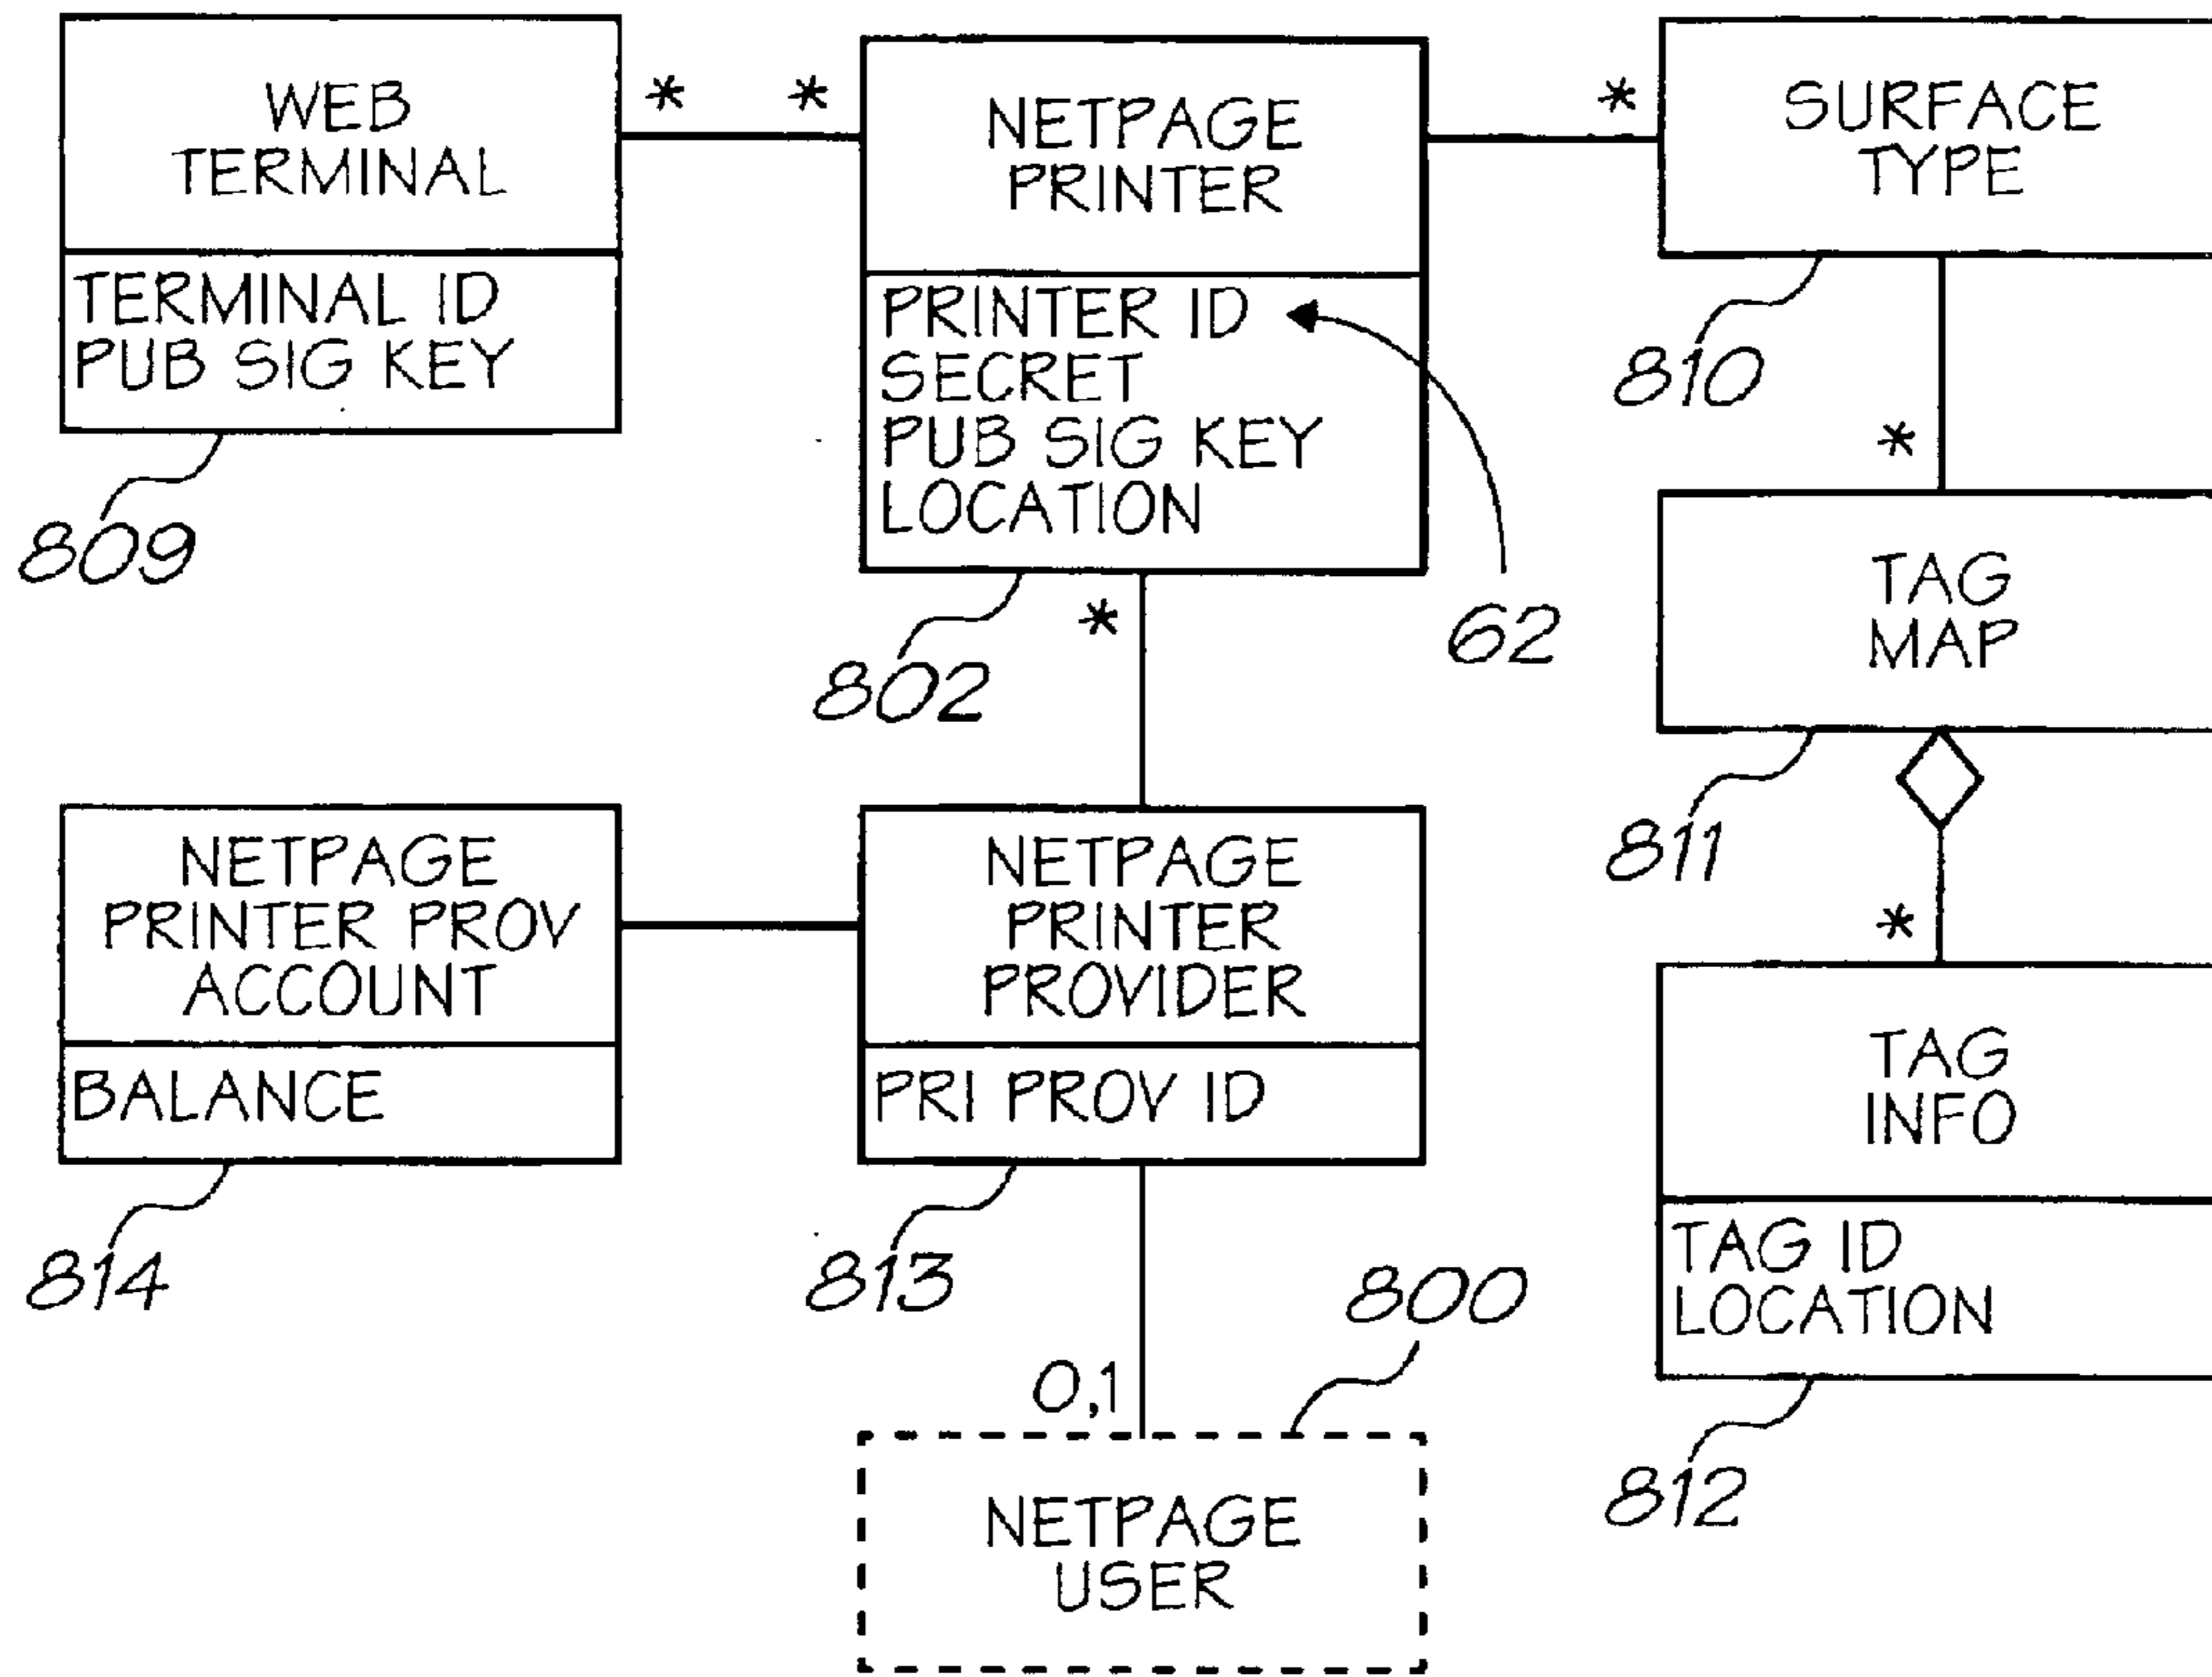 WEB
TERMINAL
TERMINAL ID
PUB SIG KEY
809
*
*
NETPAGE
PRINTER
PRINTER ID
SECRET
PUB SIG KEY
LOCATION
62
802
*
*
SURFACE
TYPE
810
*
TAG
MAP
811
*
TAG
INFO
TAG ID
LOCATION
812
NETPAGE
PRINTER PROV
ACCOUNT
BALANCE
814
NETPAGE
PRINTER
PROVIDER
PRI PROV ID
813
800
0,1
NETPAGE
USER